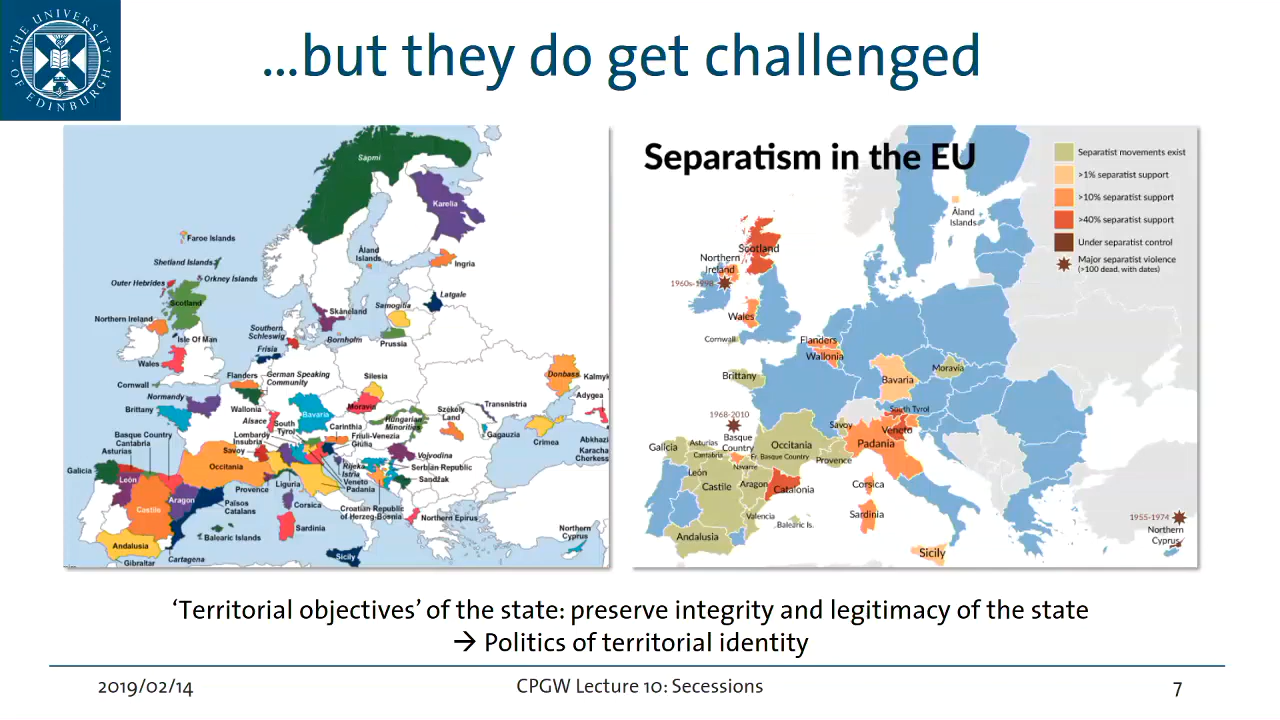 THE UNIVERSITY OF EDINBURGH
...but they do get challenged
Sápmi
Karelia
Faroe Islands
Åland
Islands
Ingria
Shetland Islands
Orkney Islands
Outer Hebrides
Scotland
Latgale
Samogitia
Skåneland
Northern Ireland
Southern
Schleswig
Isle Of Man
Bornholm
Prussia
Frisia
Wales
Flanders
German Speaking
Community
Silesia
Donbass
Kalmyk
Cornwall
Adygea
Normandy
Wallonia
Bavaria
Moravia
Székely
Land
Transnistria
Brittany
Alsace
South
Tyrol
Carinthia
Hungarian
Minorities
Gagauzia
Crimea
Basque Country
Cantabria
Asturias
Lombardy
Insubria
Savoy
Friuli-Venezia
Giulia
Abkhazi
Karacha
Cherkess
Vojvodina
Galicia
León
Occitania
Rijeka
Istria
Veneto
Padania
Serbian Republic
Sandžak
Provence
Liguria
Aragon
Castile
Països
Catalans
Corsica
Croatian Republic
of Herzeg-Bosnia
Northern Epirus
Sardinia
Balearic Islands
Northern
Cyprus
Andalusia
Sicily
Gibraltar
Cartagena
Separatism in the EU
Separatist movements exist
>1% separatist support
>10% separatist support
>40% separatist support
Under separatist control
Major separatist violence
(>100 dead, with dates)
Åland
Islands
Scotland
Northern
Ireland
1960s-1998
Wales
Cornwall
Flanders
Wallonia
Brittany
Bavaria
Moravia
1968-2010
South Tyrol
Savoy
Veneto
Padania
Galicia
Asturias
Cantabria
Basque
Country
Navarre
Occitania
Fr. Basque Country
Provence
León
Castile
Aragon
Catalonia
Corsica
Valencia
Balearic Is.
Sardinia
Andalusia
Sicily
1955-1974
Northern
Cyprus
‘Territorial objectives’ of the state: preserve integrity and legitimacy of the state
→ Politics of territorial identity
2019/02/14
CPGW Lecture 10: Secessions
7